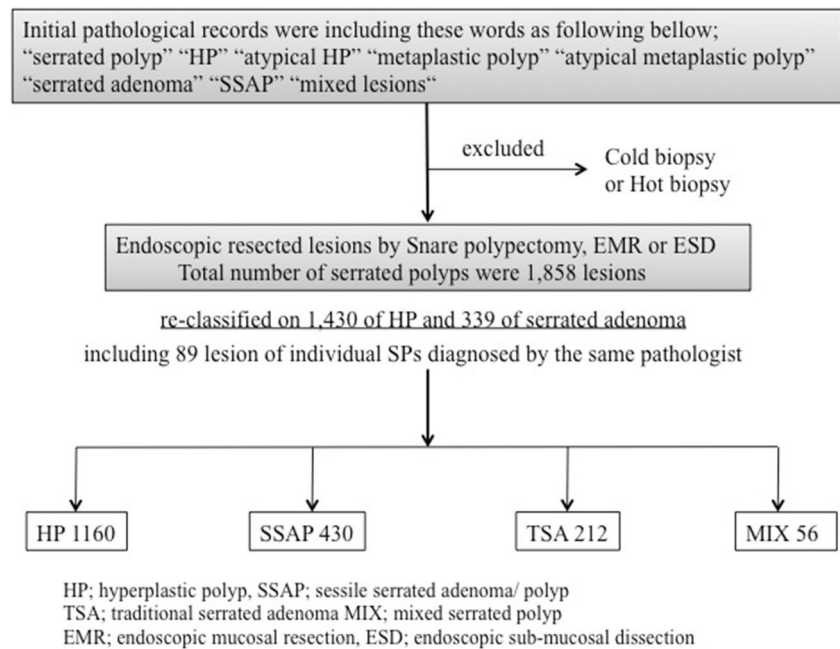 Initial pathological records were including these words as following bellow;
“serrated polyp” “HP” “atypical HP” “metaplastic polyp” “atypical metaplastic polyp”
“serrated adenoma” “SSAP” “mixed lesions“
excluded
Cold biopsy
or Hot biopsy
Endoscopic resected lesions by Snare polypectomy, EMR or ESD
Total number of serrated polyps were 1,858 lesions
re-classified on 1,430 of HP and 339 of serrated adenoma
including 89 lesion of individual SPs diagnosed by the same pathologist
HP 1160
SSAP 430
TSA 212
MIX 56
HP; hyperplastic polyp, SSAP; sessile serrated adenoma/ polyp
TSA; traditional serrated adenoma MIX; mixed serrated polyp
EMR; endoscopic mucosal resection, ESD; endoscopic sub-mucosal dissection